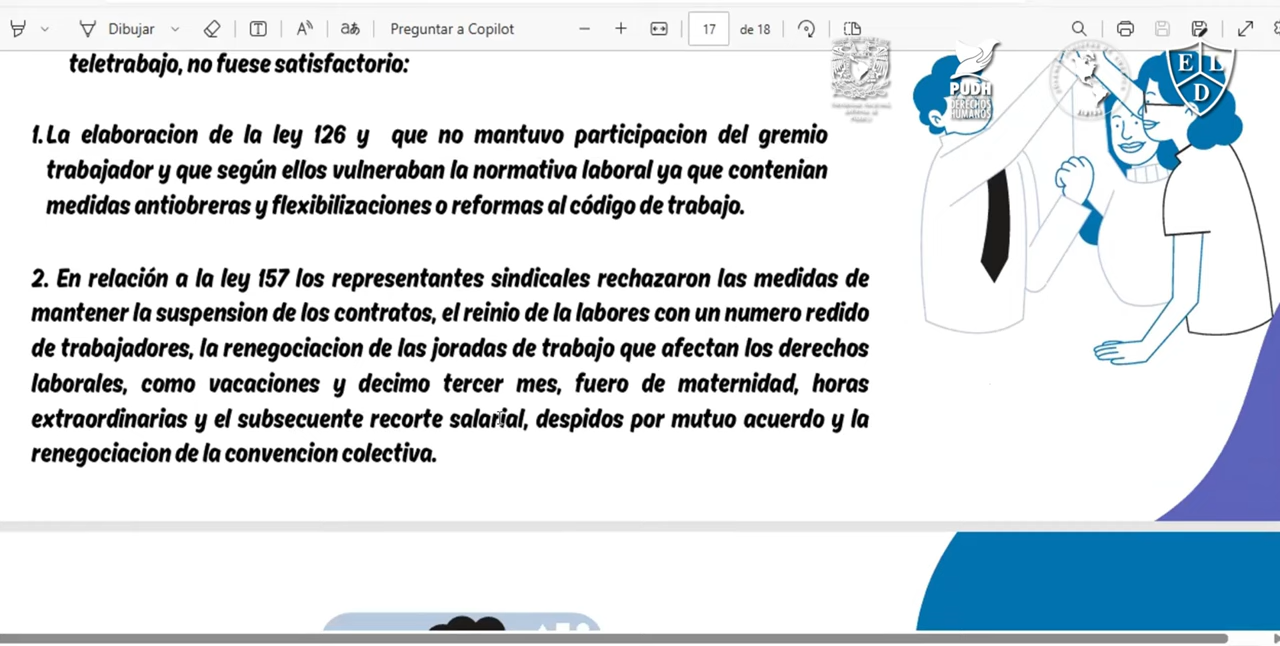 Dibujar
aあ
Preguntar a Copilot
17
de 18
teletrabajo, no fuese satisfactorio:
1.La elaboracion de la ley 126 y que no mantuvo participacion del gremio
trabajador y que según ellos vulneraban la normativa laboral ya que contenian
medidas antiobreras y flexibilizaciones o reformas al código de trabajo.
2. En relación a la ley 157 los representantes sindicales rechazaron las medidas de
mantener la suspension de los contratos, el reinio de la labores con un numero redido
de trabajadores, la renegociacion de las joradas de trabajo que afectan los derechos
laborales, como vacaciones y decimo tercer mes, fuero de maternidad, horas
extraordinarias y el subsecuente recorte salarial, despidos por mutuo acuerdo y la
renegociacion de la convencion colectiva.
PUDH
DERECHOS
HUMANOS
E L
D